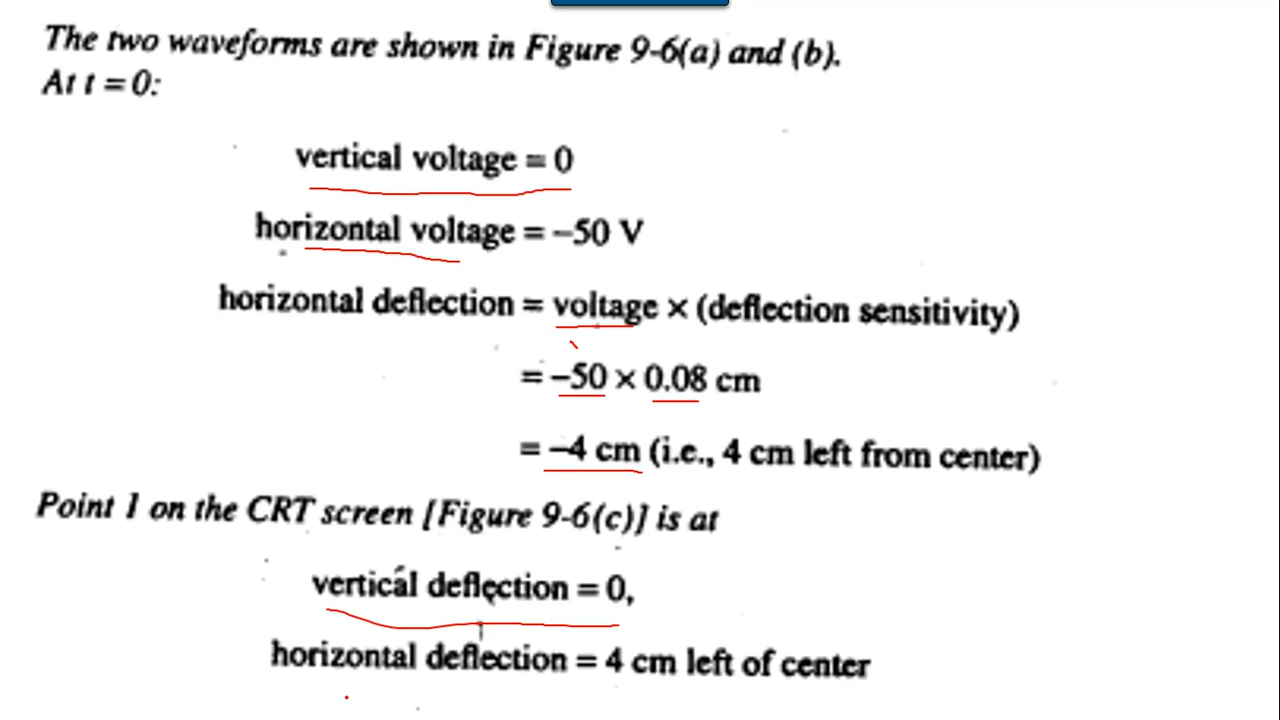 The two waveforms are shown in Figure 9-6(a) and (b).
At t = 0:
vertical voltage = 0
horizontal voltage = −50 V
horizontal deflection = voltage × (deflection sensitivity)
= −50 × 0.08 cm
= −4 cm (i.e., 4 cm left from center)
Point 1 on the CRT screen [Figure 9-6(c)] is at
vertical deflection = 0,
horizontal deflection = 4 cm left of center